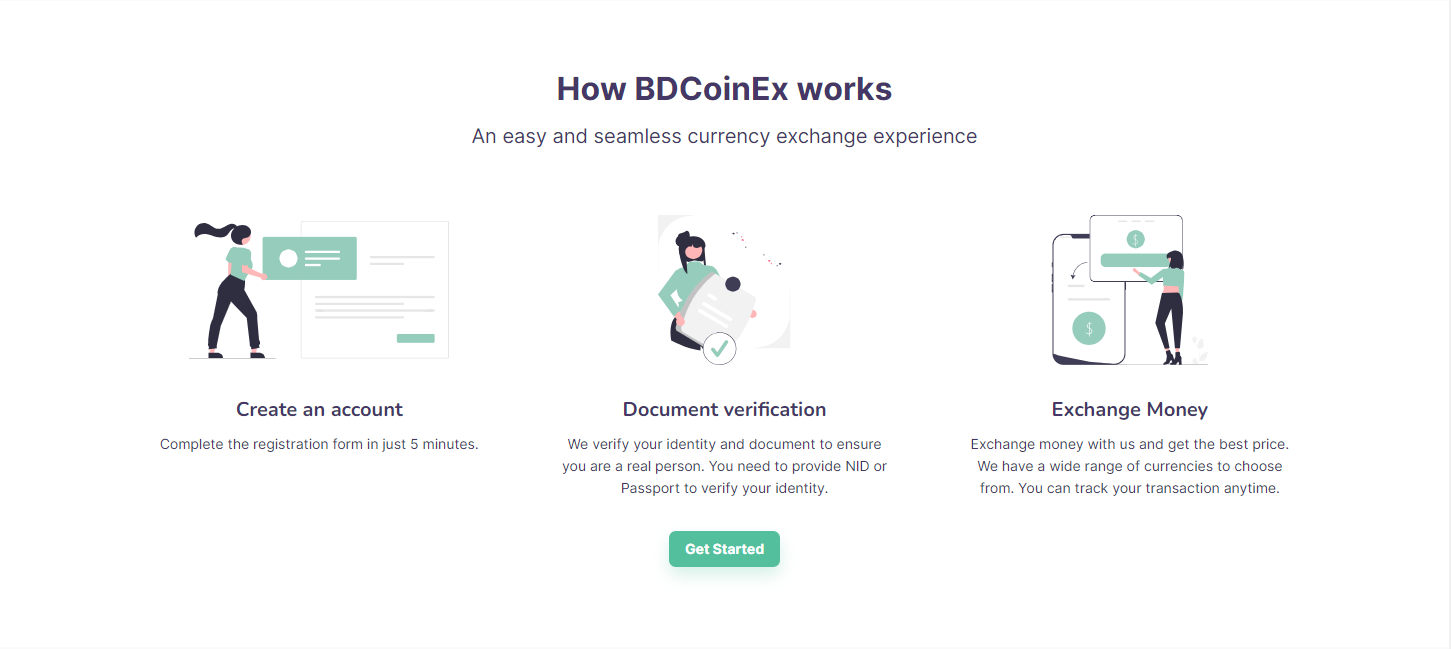 How BDCoinEx works
An easy and seamless currency exchange experience
Create an account
Complete the registration form in just 5 minutes.
Document verification
We verify your identity and document to ensure
you are a real person. You need to provide NID or
Passport to verify your identity.
Exchange Money
Exchange money with us and get the best price.
We have a wide range of currencies to choose
from. You can track your transaction anytime.
Get Started